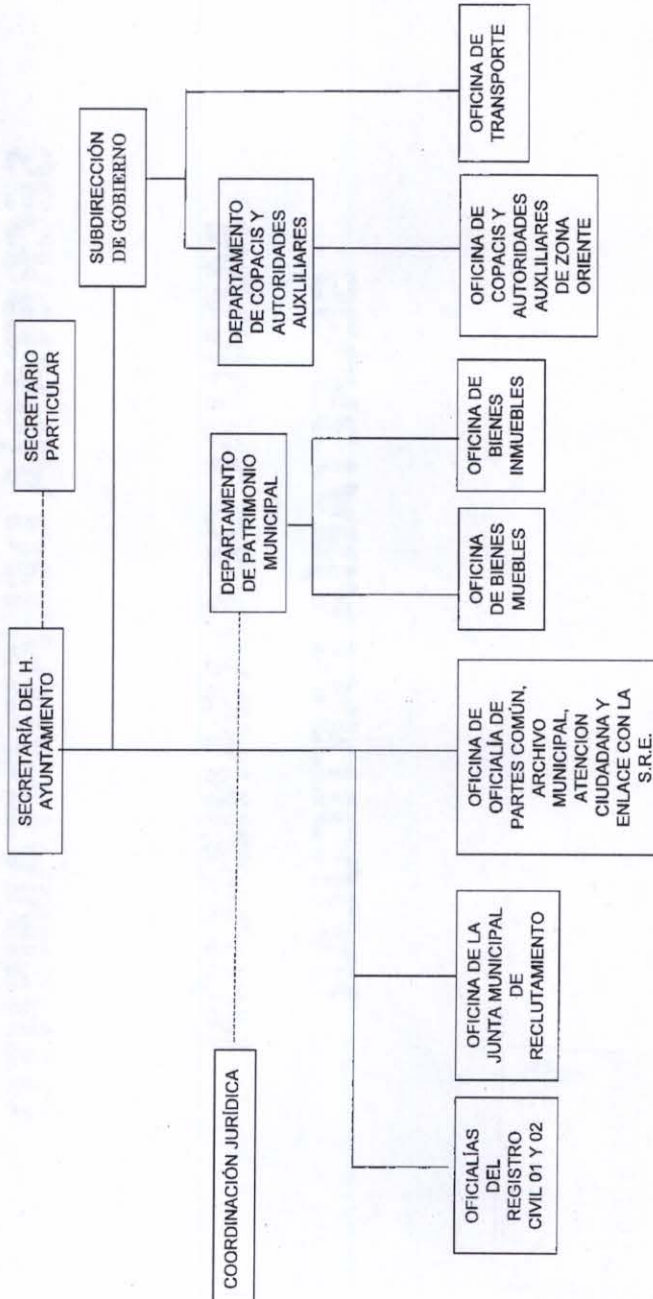 SECRETARÍA DEL H.
AYUNTAMIENTO
SECRETARIO
PARTICULAR
SUBDIRECCIÓN
DE GOBIERNO
COORDINACIÓN JURÍDICA
DEPARTAMENTO
DE PATRIMONIO
MUNICIPAL
DEPARTAMENTO
DE COPACIS Y
AUTORIDADES
AUXLILIARES
OFICIALÍAS
DEL
REGISTRO
CIVIL 01 Y 02
OFICINA DE LA
JUNTA MUNICIPAL
DE
RECLUTAMIENTO
OFICINA DE
OFICIALÍA DE
PARTES COMÚN,
ARCHIVO
MUNICIPAL,
ATENCION
CIUDADANA Y
ENLACE CON LA
S.R.E.
OFICINA
DE BIENES
MUEBLES
OFICINA DE
BIENES
INMUEBLES
OFICINA DE
COPACIS Y
AUTORIDADES
AUXLILIARES
DE ZONA
ORIENTE
OFICINA DE
TRANSPORTE